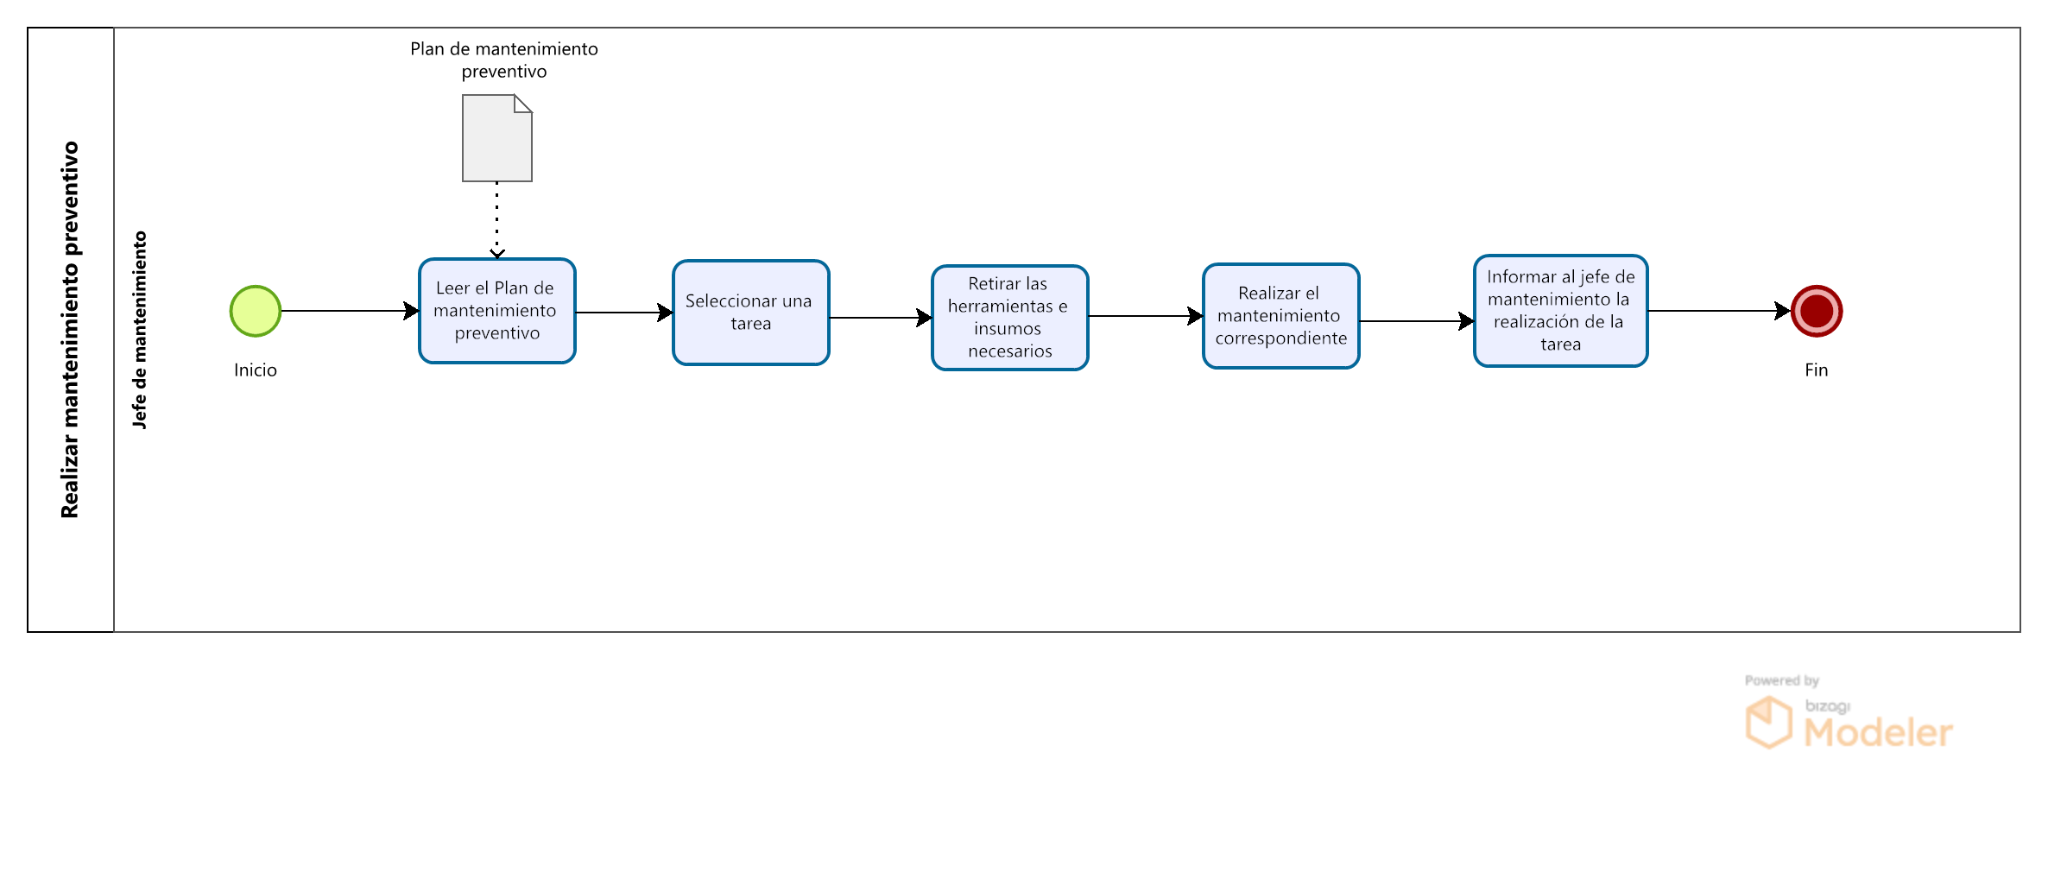 Realizar mantenimiento preventivo
Jefe de mantenimiento
Plan de mantenimiento
preventivo
Inicio
Leer el Plan de
mantenimiento
preventivo
Seleccionar una
tarea
Retirar las
herramientas e
insumos
necesarios
Realizar el
mantenimiento
correspondiente
Informar al jefe de
mantenimiento la
realización de la
tarea
Fin
Powered by
bizagi
Modeler